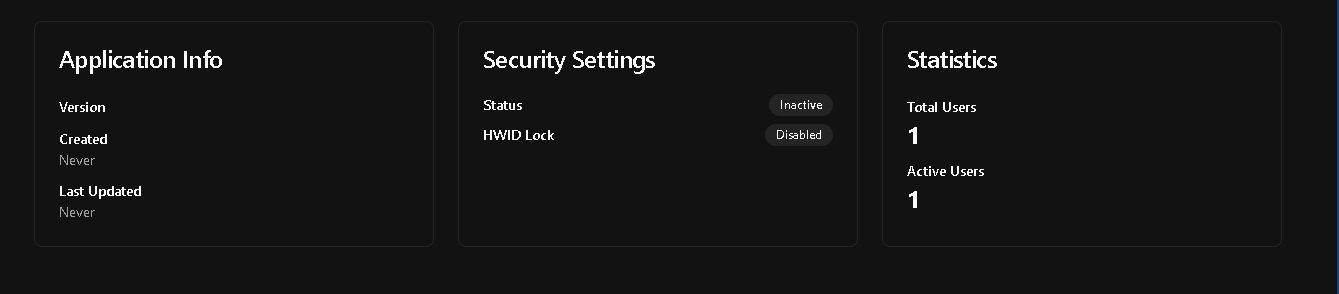 Application Info
Version
Created
Never
Last Updated
Never
Security Settings
Status Inactive
HWID Lock Disabled
Statistics
Total Users
1
Active Users
1